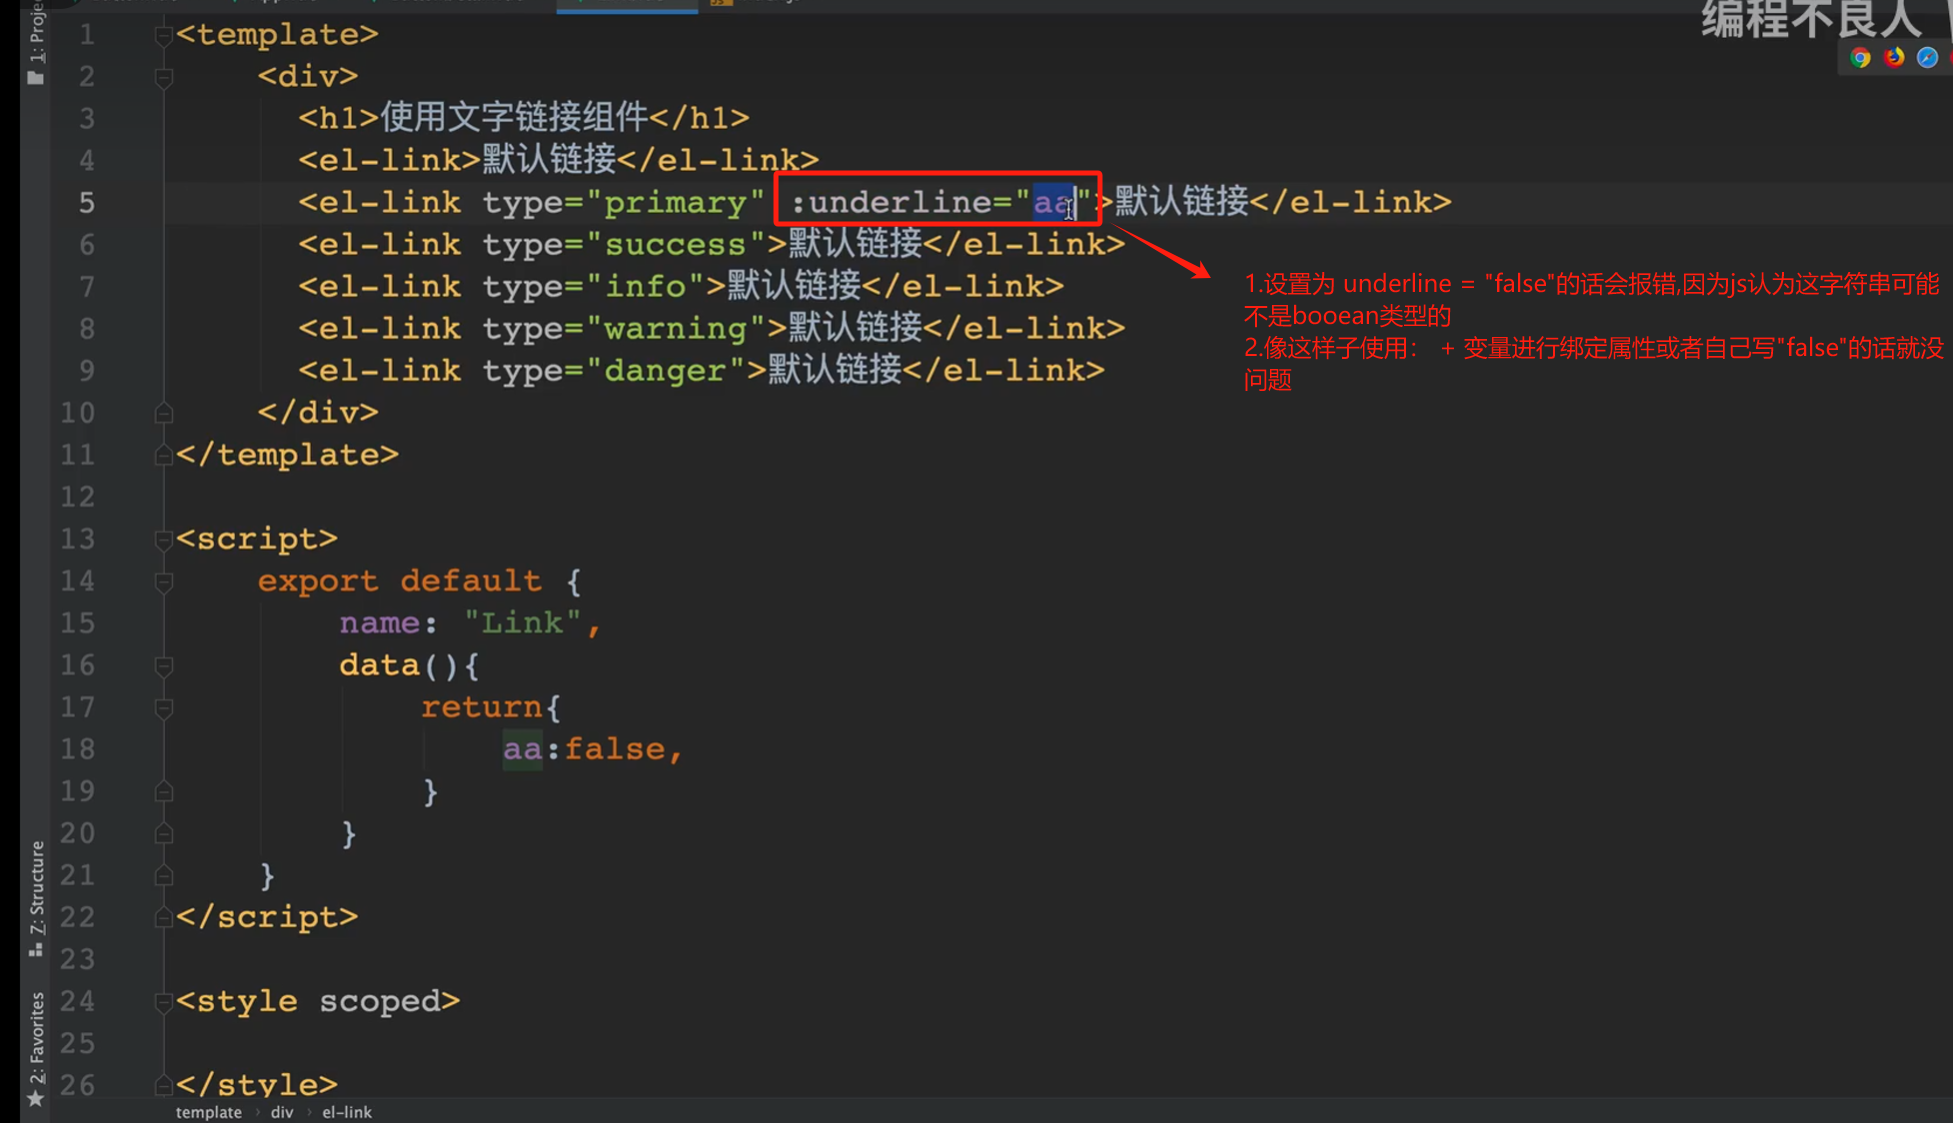 编程不良人
1: Projec
1 <template>
2 <div>
3 <h1>使用文字链接组件</h1>
4 <el-link>默认链接</el-link>
5 <el-link type="primary" :underline="aa">默认链接</el-link>
6 <el-link type="success">默认链接</el-link>
7 <el-link type="info">默认链接</el-link>
8 <el-link type="warning">默认链接</el-link>
9 <el-link type="danger">默认链接</el-link>
10 </div>
11 </template>
12
13 <script>
14 export default {
15 name: "Link",
16 data(){
17 return{
18 aa:false,
19 }
20 }
21 }
22 </script>
23
24 <style scoped>
25
26 </style>
1.设置为 underline = "false"的话会报错,因为js认为这字符串可能
不是booean类型的
2.像这样子使用： + 变量进行绑定属性或者自己写"false"的话就没
问题
Z: Structure
2: Favorites
template › div › el-link